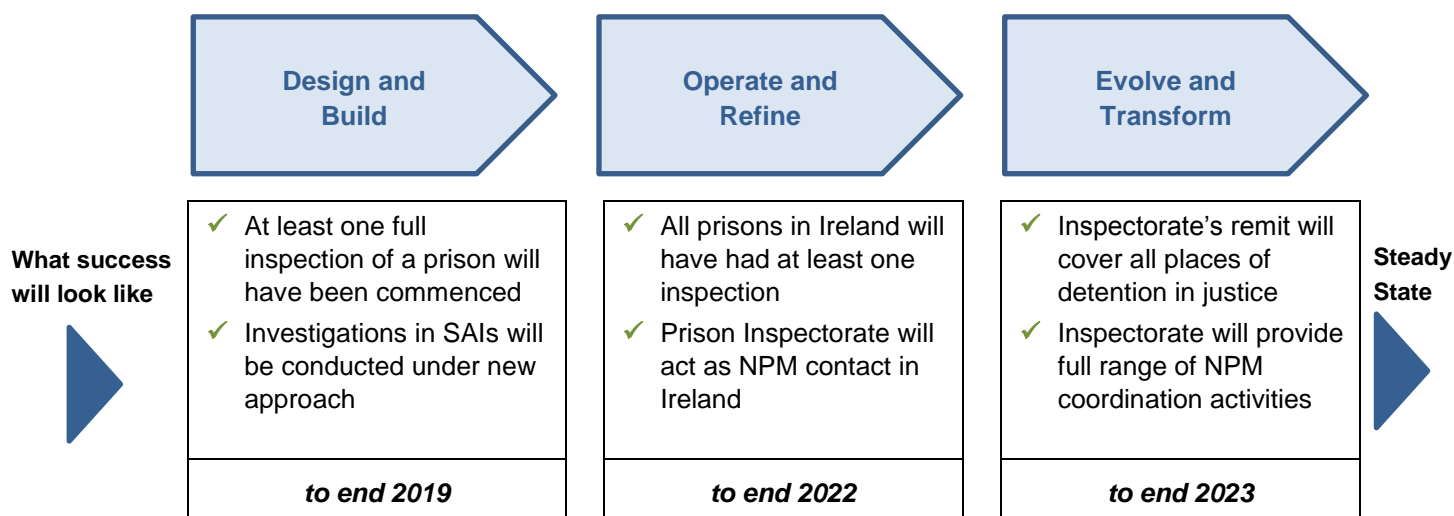 Design and
Build
Operate and
Refine
Evolve and
Transform
What success
will look like
✓ At least one full
inspection of a prison will
have been commenced
✓ Investigations in SAIs will
be conducted under new
approach
to end 2019
✓ All prisons in Ireland will
have had at least one
inspection
✓ Prison Inspectorate will
act as NPM contact in
Ireland
to end 2022
✓ Inspectorate’s remit will
cover all places of
detention in justice
✓ Inspectorate will provide
full range of NPM
coordination activities
to end 2023
Steady
State